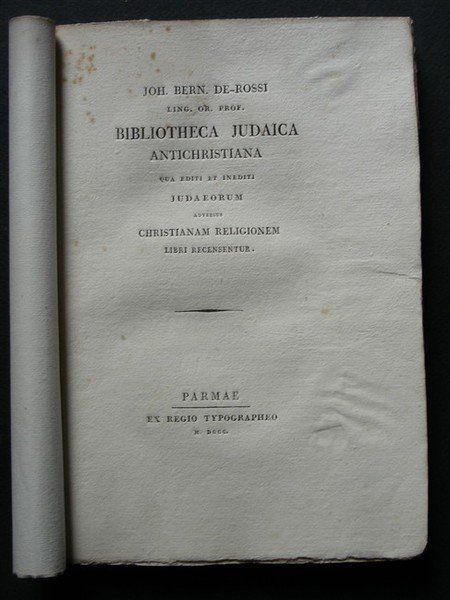 JOH. BERN. DE-ROSSI
LING. OR. PROF.
BIBLIOTHECA JUDAICA
ANTICHRISTIANA
QUA EDITI ET INEDITI
JUDAEORUM
ADVERSUS
CHRISTIANAM RELIGIONEM
LIBRI RECENSENTUR.
PARMAE
EX REGIO TYPOGRAPHEO
M. DCCC.